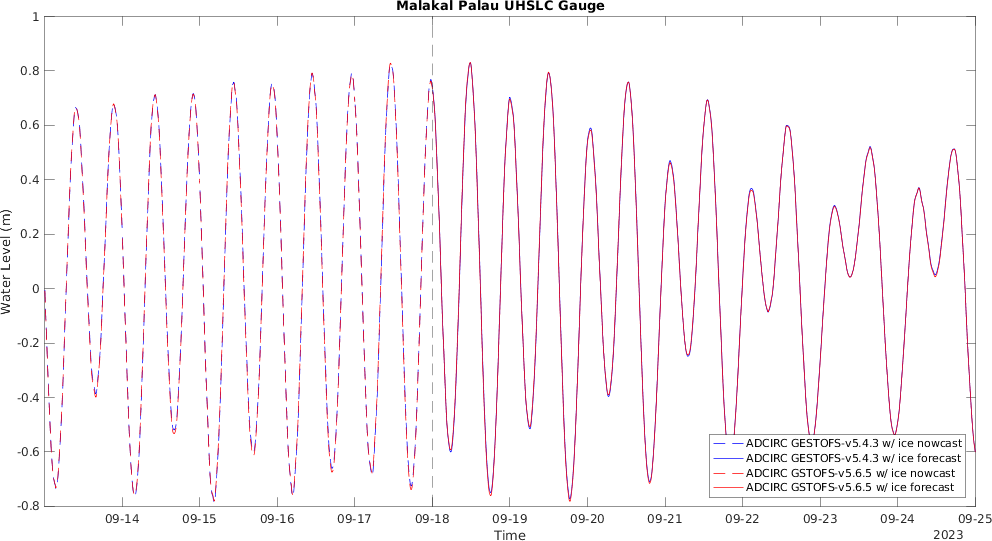 Malakal Palau UHSLC Gauge
1
0.8
0.6
0.4
0.2
0
-0.2
-0.4
-0.6
-0.8
Water Level (m)
09-14 09-15 09-16 09-17 09-18 09-19 09-20 09-21 09-22 09-23 09-24 09-25
Time
2023
ADCIRC GESTOFS-v5.4.3 w/ ice nowcast
ADCIRC GESTOFS-v5.4.3 w/ ice forecast
ADCIRC GSTOFS-v5.6.5 w/ ice nowcast
ADCIRC GSTOFS-v5.6.5 w/ ice forecast